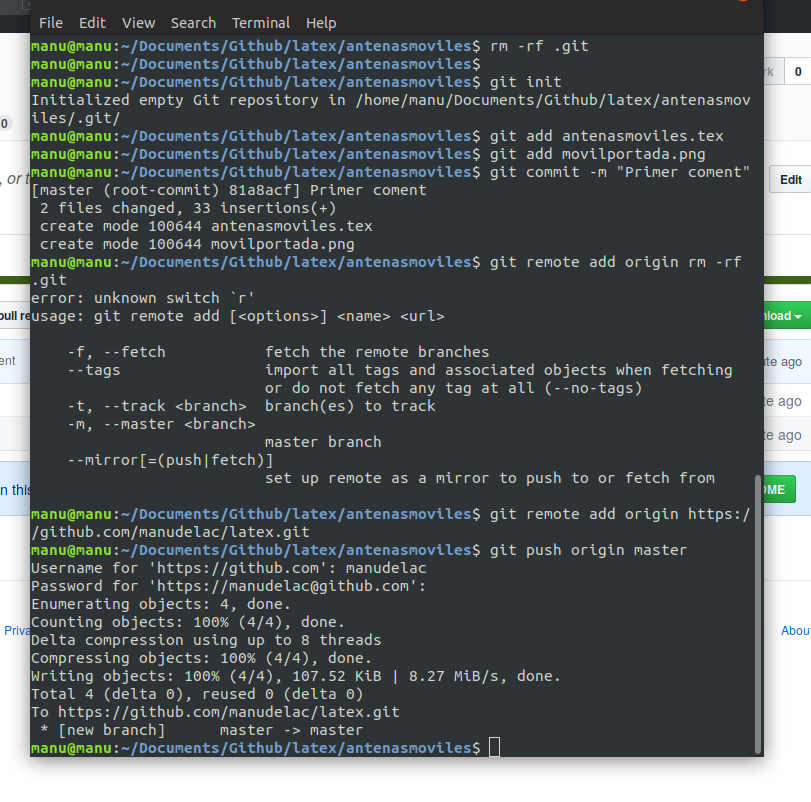 File Edit View Search Terminal Help
manu@manu:~/Documents/Github/latex/antenasmoviles$ rm -rf .git
manu@manu:~/Documents/Github/latex/antenasmoviles$
manu@manu:~/Documents/Github/latex/antenasmoviles$ git init
Initialized empty Git repository in /home/manu/Documents/Github/latex/antenasmov
iles/.git/
manu@manu:~/Documents/Github/latex/antenasmoviles$ git add antenasmoviles.tex
manu@manu:~/Documents/Github/latex/antenasmoviles$ git add movilportada.png
manu@manu:~/Documents/Github/latex/antenasmoviles$ git commit -m "Primer coment"
[master (root-commit) 81a8acf] Primer coment
 2 files changed, 33 insertions(+)
 create mode 100644 antenasmoviles.tex
 create mode 100644 movilportada.png
manu@manu:~/Documents/Github/latex/antenasmoviles$ git remote add origin rm -rf
.git
error: unknown switch `r'
usage: git remote add [<options>] <name> <url>
    -f, --fetch           fetch the remote branches
    --tags                import all tags and associated objects when fetching
                          or do not fetch any tag at all (--no-tags)
    -t, --track <branch>  branch(es) to track
    -m, --master <branch>
                          master branch
    --mirror[=(push|fetch)]
                          set up remote as a mirror to push to or fetch from
manu@manu:~/Documents/Github/latex/antenasmoviles$ git remote add origin https:/
/github.com/manudelac/latex.git
manu@manu:~/Documents/Github/latex/antenasmoviles$ git push origin master
Username for 'https://github.com': manudelac
Password for 'https://manudelac@github.com':
Enumerating objects: 4, done.
Counting objects: 100% (4/4), done.
Delta compression using up to 8 threads
Compressing objects: 100% (4/4), done.
Writing objects: 100% (4/4), 107.52 KiB | 8.27 MiB/s, done.
Total 4 (delta 0), reused 0 (delta 0)
To https://github.com/manudelac/latex.git
 * [new branch]      master -> master
manu@manu:~/Documents/Github/latex/antenasmoviles$
0
0
, or
Edit
pull re
nload
ent
te ago
te ago
te ago
n this
OME
Priva
Abou